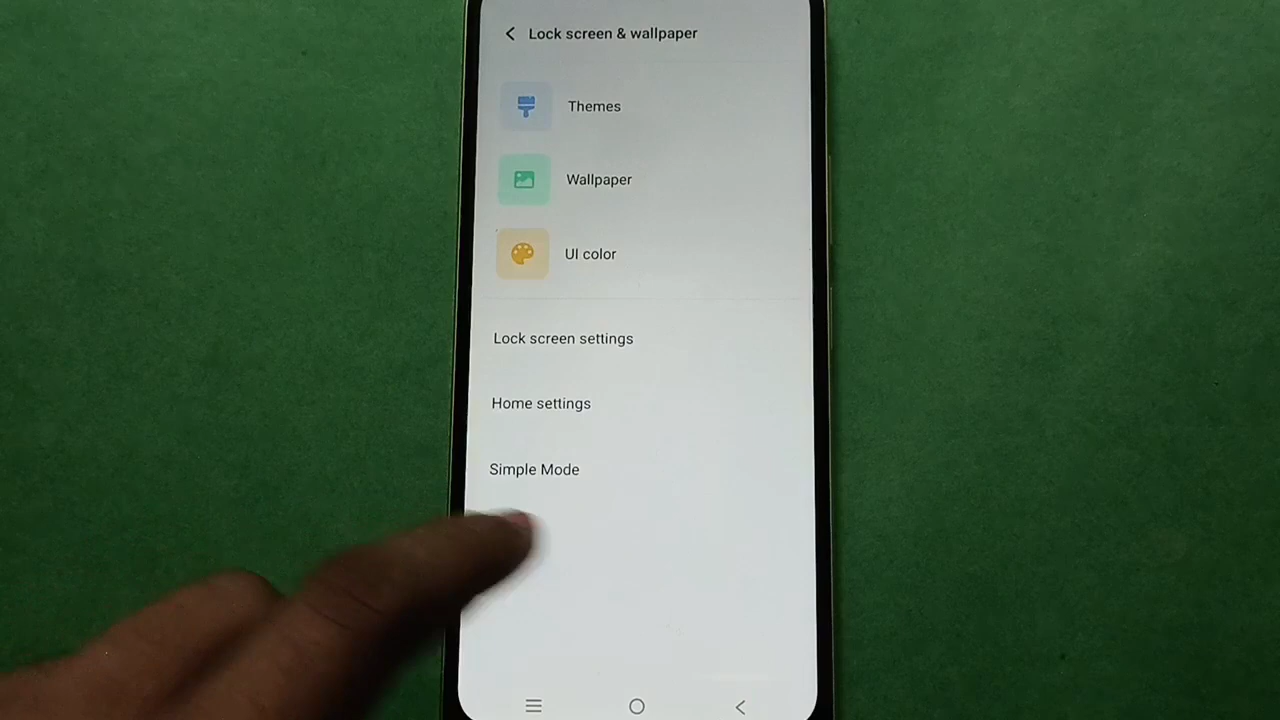 Lock screen & wallpaper
Themes
Wallpaper
UI color
Lock screen settings
Home settings
Simple Mode